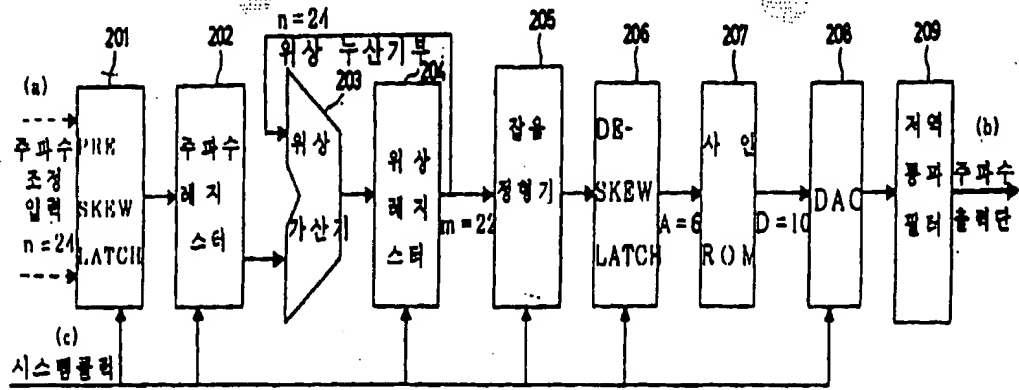 n=24
201
202
위상 누산기부
203
204
205
206
207
208
209
(a)
주파수
조정
입력
n=24
PRE
SKEW
LATCH
주파수
레지
스터
위상
가산기
위상
레지
스터
m=22
잡음
정형기
DE-
SKEW
LATCH
A=6
사인
ROM
D=10
DAC
저역
통과
필터
(b)
주파수
출력단
(c)
시스템클럭